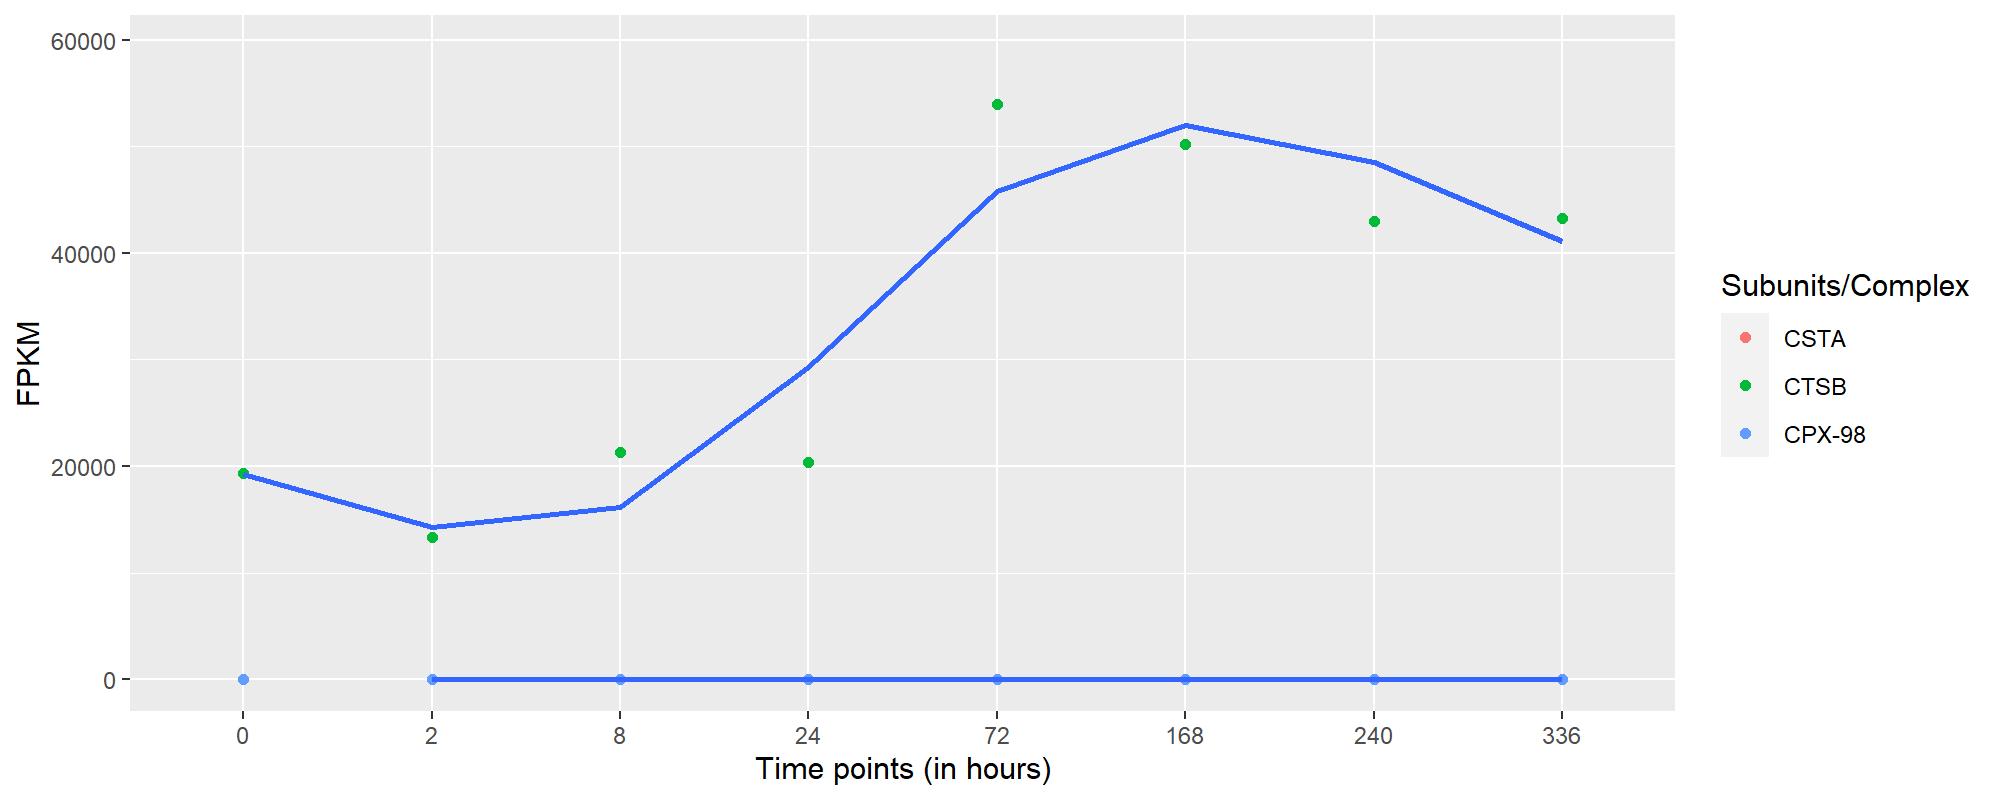 60000
40000
20000
0
FPKM
0 2 8 24 72 168 240 336
Time points (in hours)
Subunits/Complex
CSTA
CTSB
CPX-98